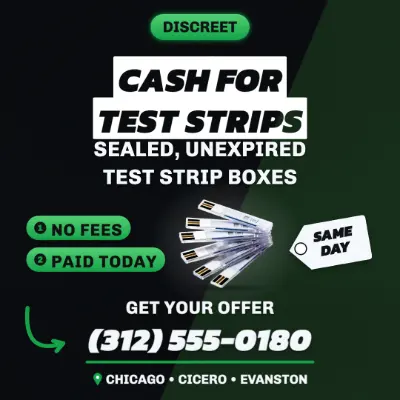 DISCREET
CASH FOR
TEST STRIPS
SEALED, UNEXPIRED
TEST STRIP BOXES
1 NO FEES
2 PAID TODAY
SAME
DAY
GET YOUR OFFER
(312) 555-0180
CHICAGO • CICERO • EVANSTON